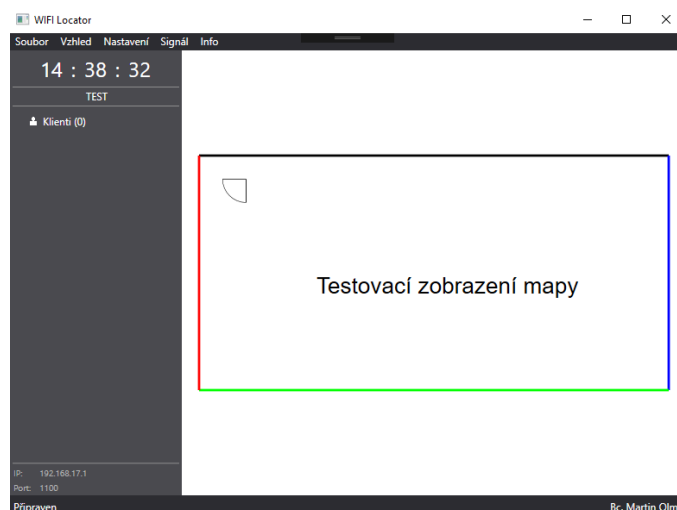 WIFI Locator
Soubor Vzhled Nastavení Signál Info
14 : 38 : 32
TEST
Klienti (0)
Testovací zobrazení mapy
IP: 192.168.17.1
Port: 1100
Připraven Bc. Martin